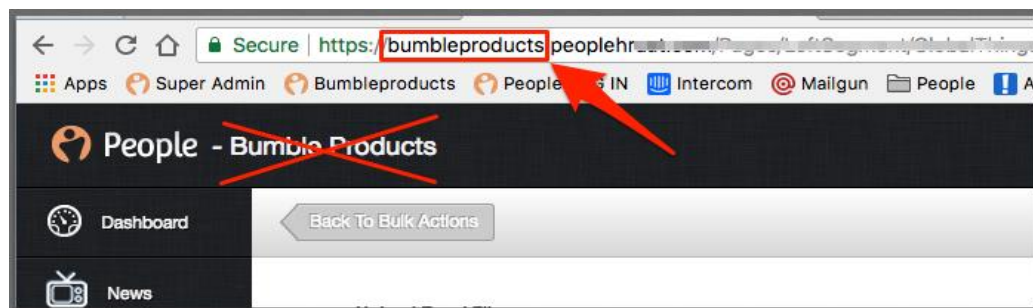 Secure | https://bumbleproducts.peoplehr
Apps Super Admin Bumbleproducts People IN Intercom Mailgun People
People - Bumble Products
Dashboard Back To Bulk Actions
News